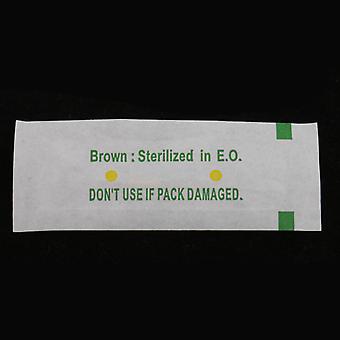 Brown : Sterilized in E.O.
DON'T USE IF PACK DAMAGED.